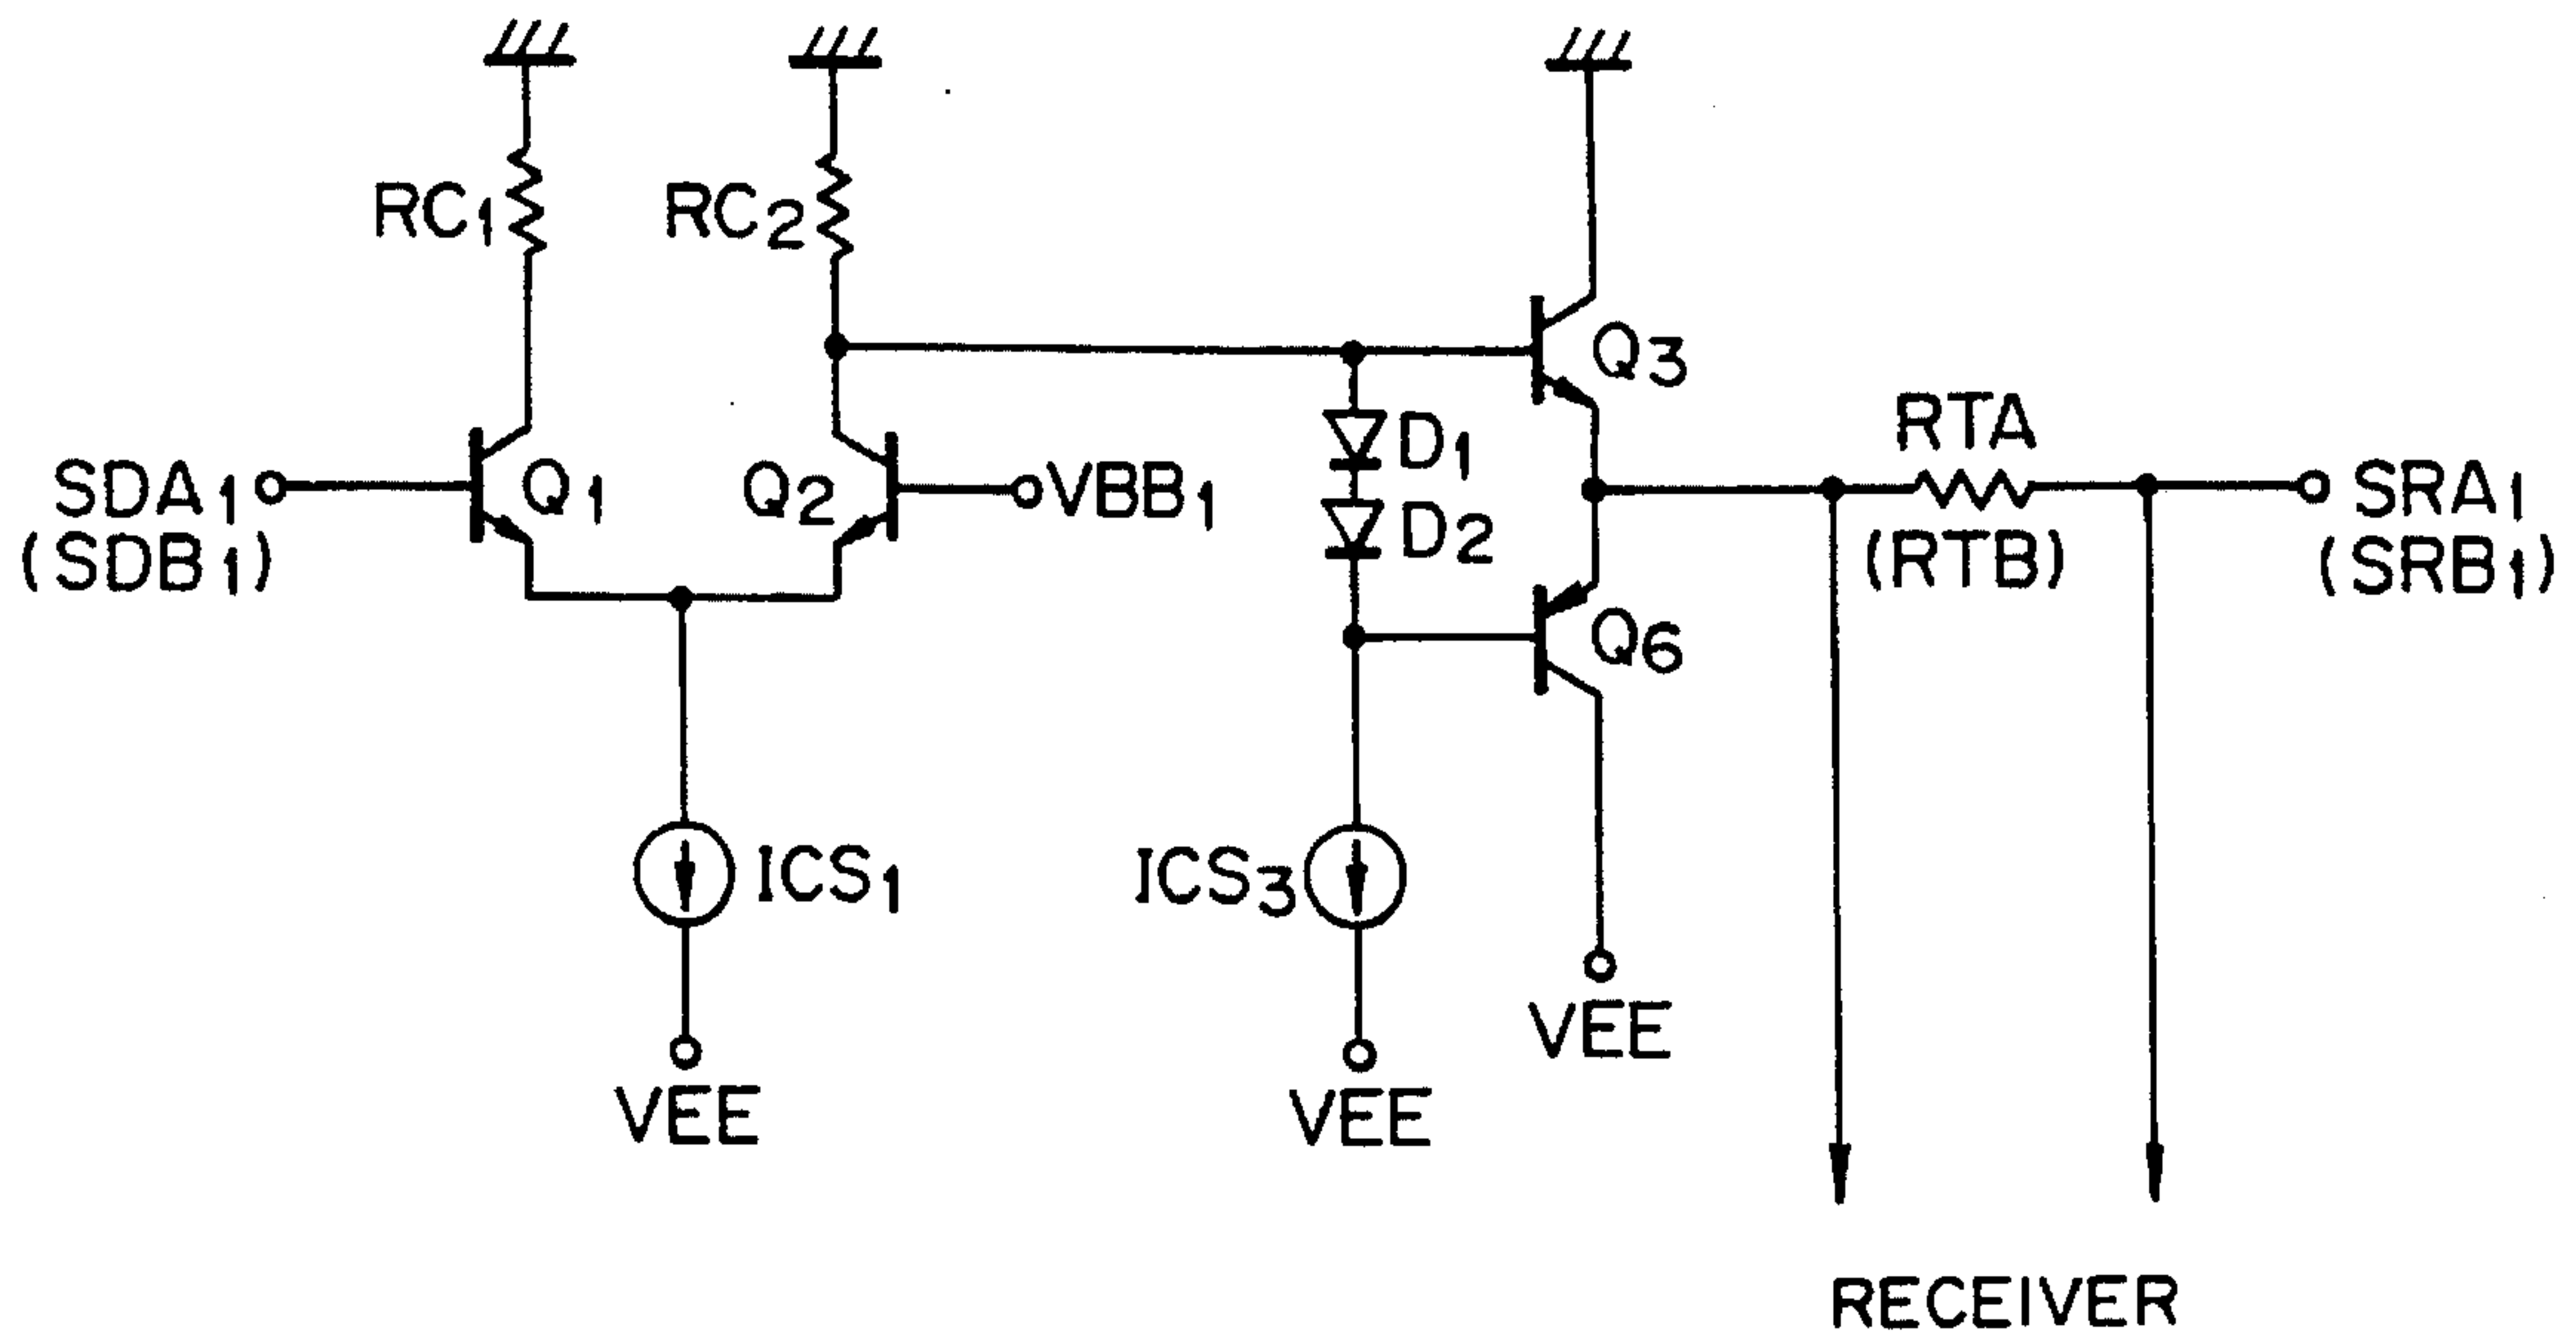 RC1
RC2
Q3
RTA
SDA1
Q1
Q2
VBB1
D1
SRA1
(SDB1)
D2
(RTB)
(SRB1)
Q6
ICS1
ICS3
VEE
VEE
VEE
RECEIVER